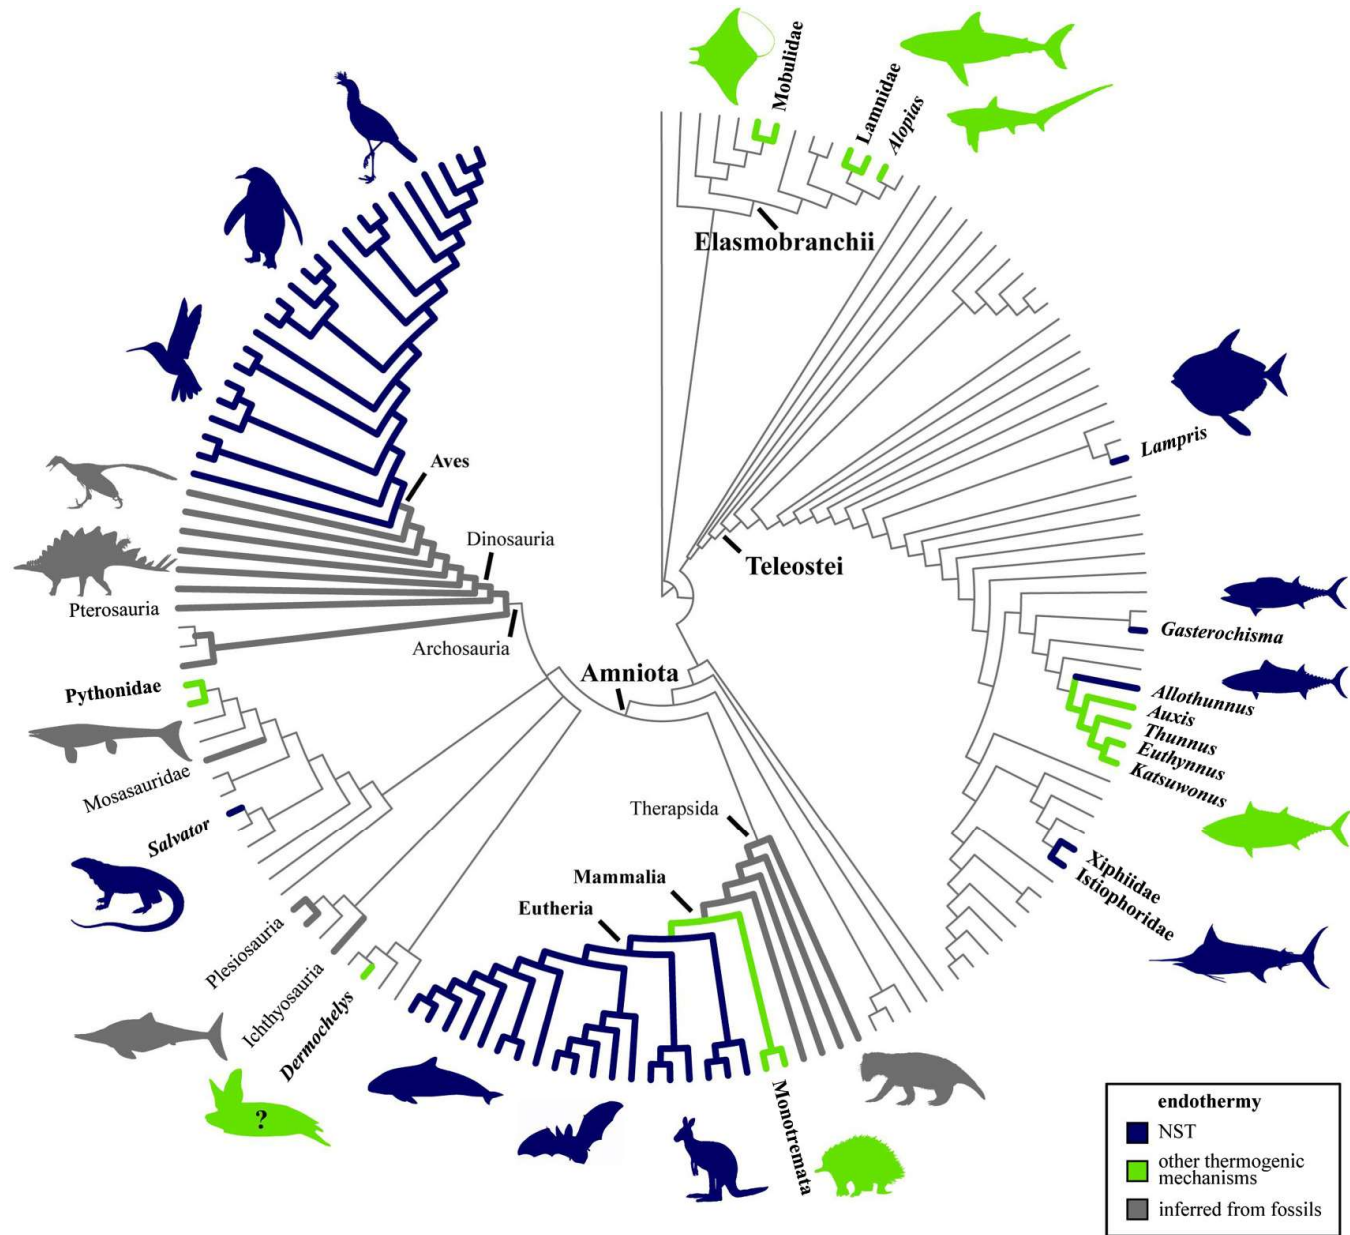 Mobulidae
Lamnidae
Alopias
Elasmobranchii
Lampris
Teleostei
Gasterochisma
Allothunnus
Auxis
Thunnus
Euthynnus
Katsuwonus
Xiphiidae
Istiophoridae
Aves
Dinosauria
Pterosauria
Archosauria
Amniota
Pythonidae
Mosasauridae
Salvator
Plesiosauria
Ichthyosauria
Dermochelys
?
Therapsida
Mammalia
Eutheria
Monotremata
endothermy
NST
other thermogenic
mechanisms
inferred from fossils